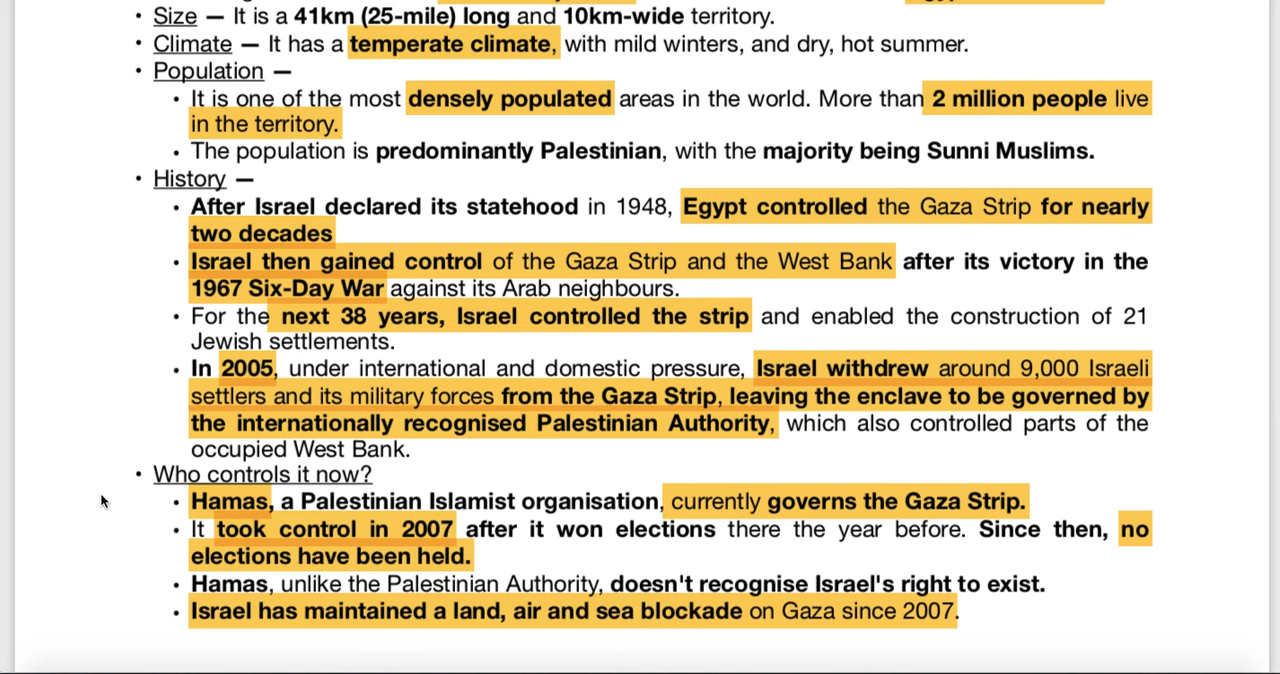 • Size — It is a 41km (25-mile) long and 10km-wide territory.
• Climate — It has a temperate climate, with mild winters, and dry, hot summer.
• Population —
• It is one of the most densely populated areas in the world. More than 2 million people live
in the territory.
• The population is predominantly Palestinian, with the majority being Sunni Muslims.
• History —
• After Israel declared its statehood in 1948, Egypt controlled the Gaza Strip for nearly
two decades
• Israel then gained control of the Gaza Strip and the West Bank after its victory in the
1967 Six-Day War against its Arab neighbours.
• For the next 38 years, Israel controlled the strip and enabled the construction of 21
Jewish settlements.
• In 2005, under international and domestic pressure, Israel withdrew around 9,000 Israeli
settlers and its military forces from the Gaza Strip, leaving the enclave to be governed by
the internationally recognised Palestinian Authority, which also controlled parts of the
occupied West Bank.
• Who controls it now?
• Hamas, a Palestinian Islamist organisation, currently governs the Gaza Strip.
• It took control in 2007 after it won elections there the year before. Since then, no
elections have been held.
• Hamas, unlike the Palestinian Authority, doesn't recognise Israel's right to exist.
• Israel has maintained a land, air and sea blockade on Gaza since 2007.